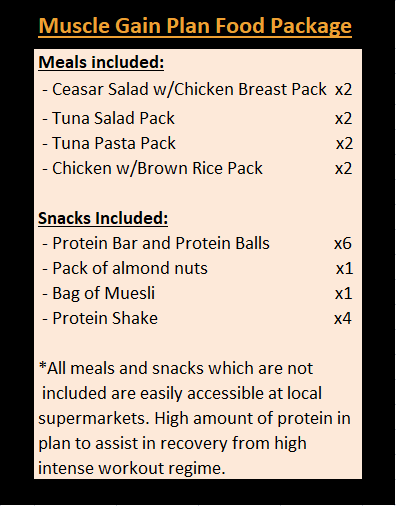 Muscle Gain Plan Food Package
Meals included:
- Ceasar Salad w/Chicken Breast Pack x2
- Tuna Salad Pack x2
- Tuna Pasta Pack x2
- Chicken w/Brown Rice Pack x2
Snacks Included:
- Protein Bar and Protein Balls x6
- Pack of almond nuts x1
- Bag of Muesli x1
- Protein Shake x4
*All meals and snacks which are not
included are easily accessible at local
supermarkets. High amount of protein in
plan to assist in recovery from high
intense workout regime.